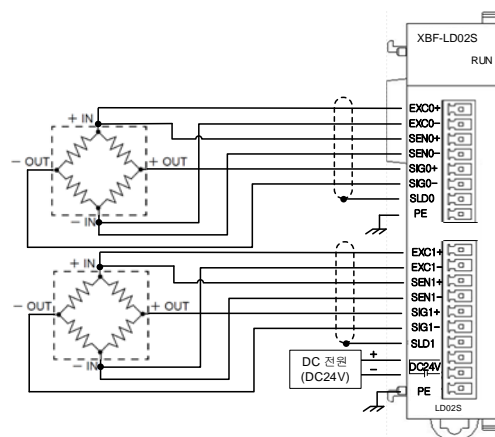 XBF-LD02S
RUN
+ IN
- OUT
+ OUT
- IN
EXC0+
EXC0-
SEN0+
SEN0-
SIG0+
SIG0-
SLD0
PE
+ IN
- OUT
+ OUT
- IN
EXC1+
EXC1-
SEN1+
SEN1-
SIG1+
SIG1-
SLD1
DC 전원
(DC24V)
+
-
DC24V
PE
LD02S